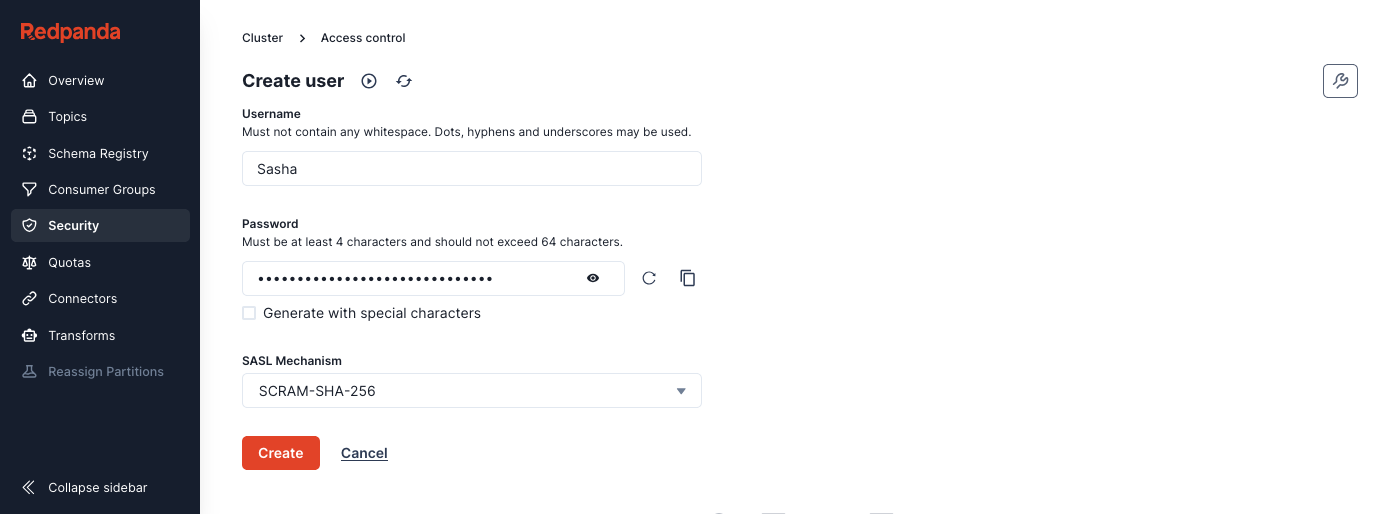 Redpanda
Overview
Topics
Schema Registry
Consumer Groups
Security
Quotas
Connectors
Transforms
Reassign Partitions
Collapse sidebar
Cluster > Access control
Create user
Username
Must not contain any whitespace. Dots, hyphens and underscores may be used.
Sasha
Password
Must be at least 4 characters and should not exceed 64 characters.
••••••••••••••••••••••••••••••
Generate with special characters
SASL Mechanism
SCRAM-SHA-256
Create Cancel